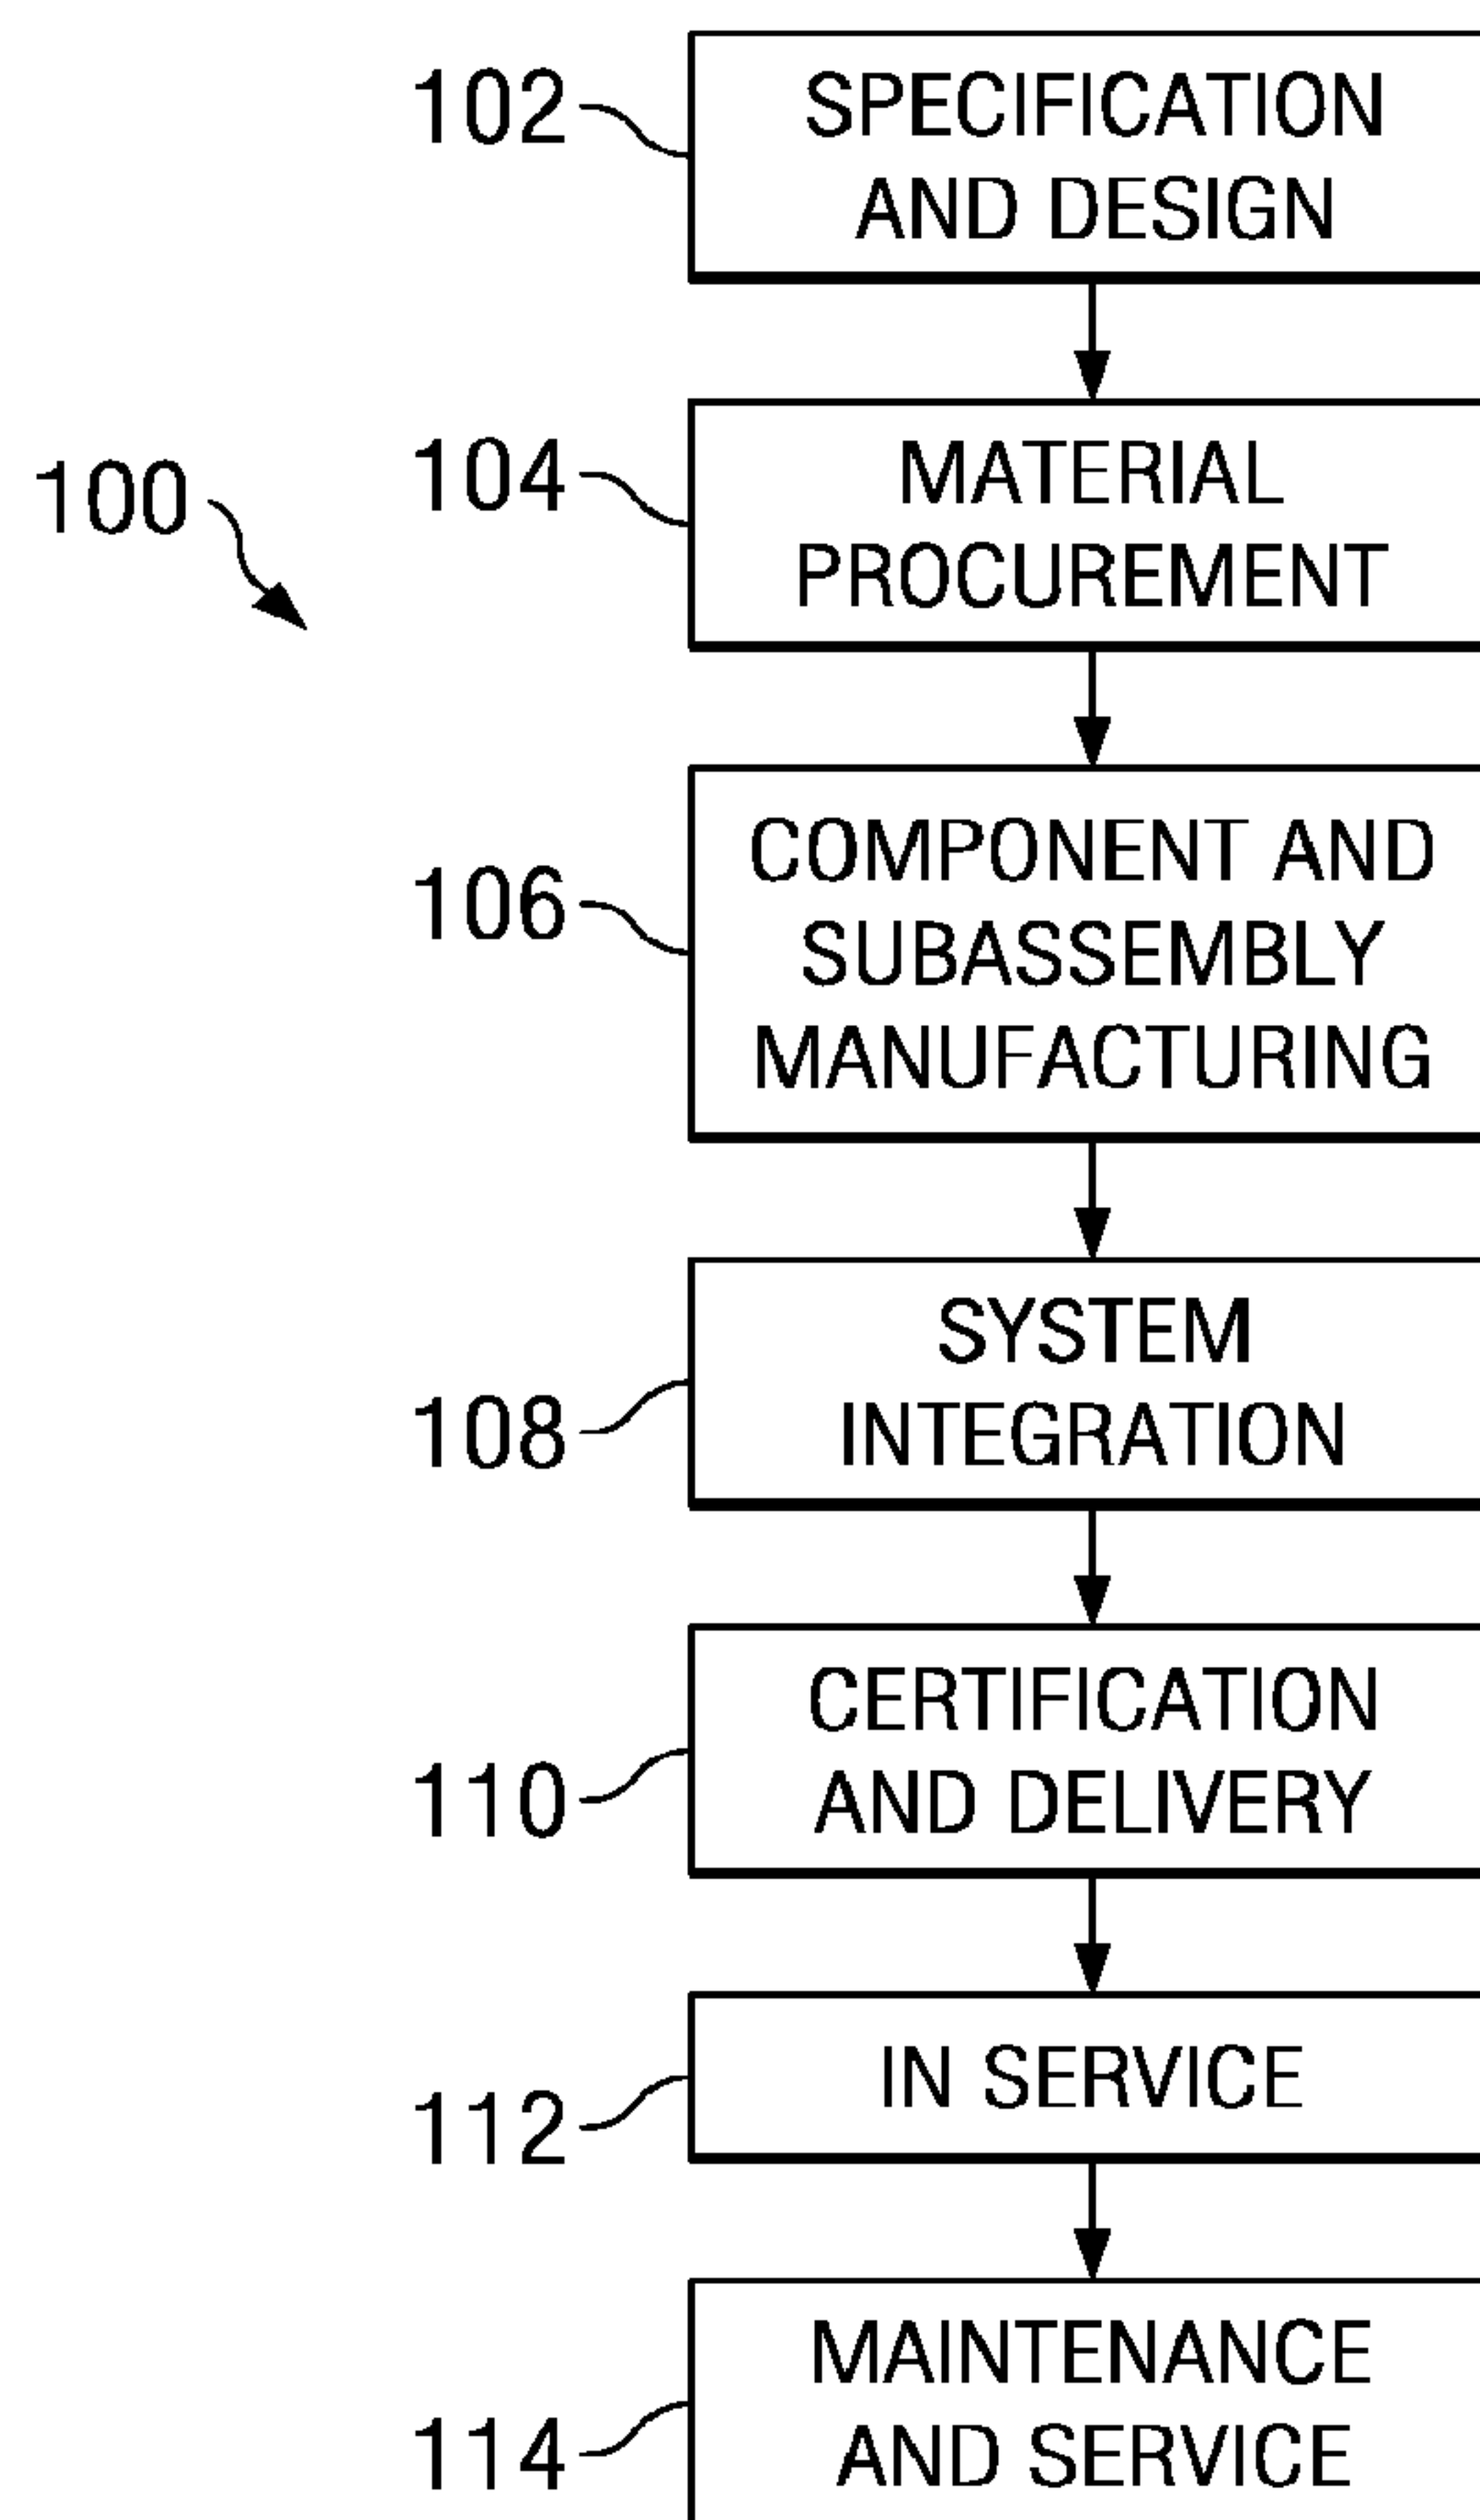 102
SPECIFICATION
AND DESIGN
104
MATERIAL
PROCUREMENT
100
106
COMPONENT AND
SUBASSEMBLY
MANUFACTURING
108
SYSTEM
INTEGRATION
110
CERTIFICATION
AND DELIVERY
112
IN SERVICE
114
MAINTENANCE
AND SERVICE